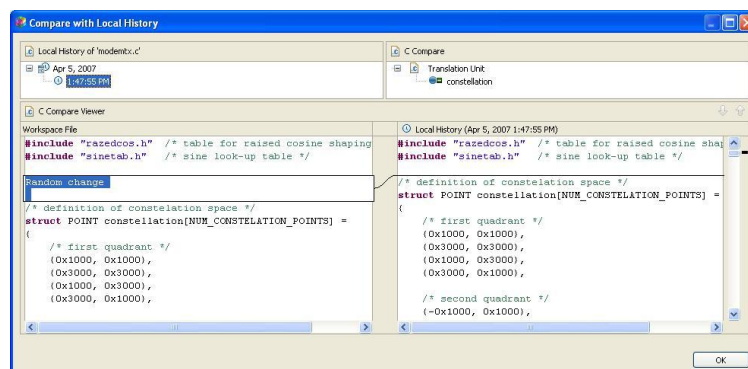 Compare with Local History
Local History of 'modemtx.c'
Apr 5, 2007
1:47:55 PM
C Compare
Translation Unit
constellation
C Compare Viewer
Workspace File
#include "razedcos.h" /* table for raised cosine shaping
#include "sinetab.h" /* sine look-up table */
Random change
/* definition of constelation space */
struct POINT constellation[NUM_CONSTELATION_POINTS] =
{
/* first quadrant */
{0x1000, 0x1000},
{0x3000, 0x3000},
{0x1000, 0x3000},
{0x3000, 0x1000},
Local History (Apr 5, 2007 1:47:55 PM)
#include "razedcos.h" /* table for raised cosine shap
#include "sinetab.h" /* sine look-up table */
/* definition of constelation space */
struct POINT constellation[NUM_CONSTELATION_POINTS] =
{
/* first quadrant */
{0x1000, 0x1000},
{0x3000, 0x3000},
{0x1000, 0x3000},
{0x3000, 0x1000},
/* second quadrant */
{-0x1000, 0x1000},
OK